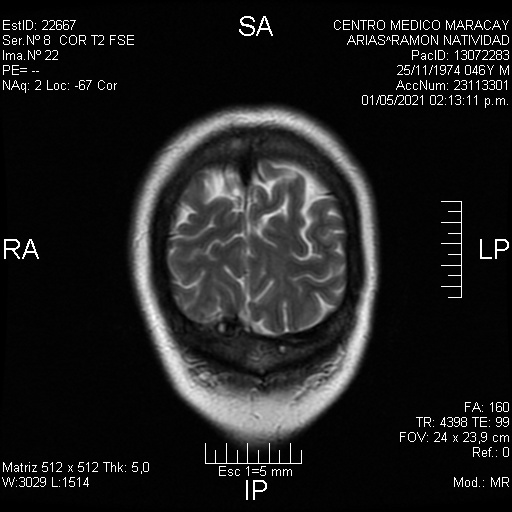 EstID: 22667
Ser.Nº 8 COR T2 FSE
Ima.Nº 22
PE= --
NAq: 2 Loc: -67 Cor
SA
CENTRO MEDICO MARACAY
ARIAS^RAMON NATIVIDAD
PacID: 13072283
25/11/1974 046Y M
AccNum: 23113301
01/05/2021 02:13:11 p.m.
RA
LP
FA: 160
TR: 4398 TE: 99
FOV: 24 x 23,9 cm
Ref.: 0
Matriz 512 x 512 Thk: 5,0
W:3029 L:1514
Esc 1=5 mm
IP
Mod.: MR